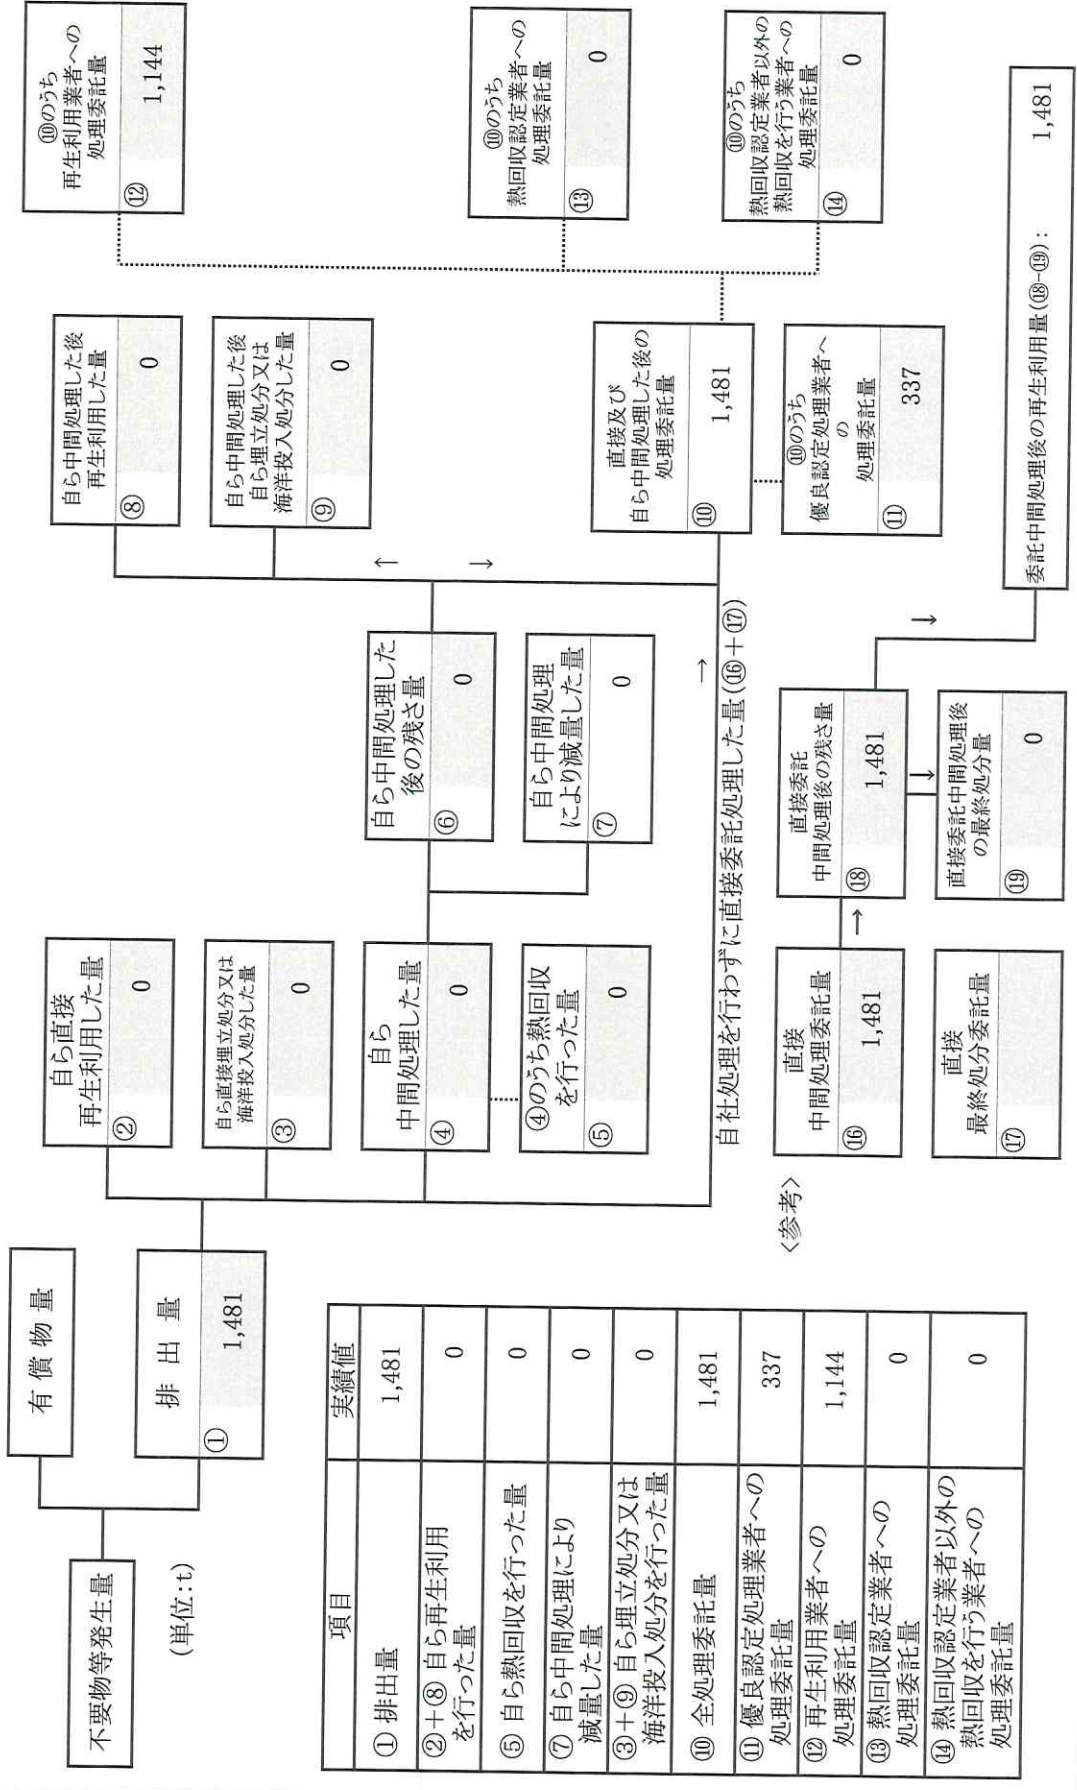 不要物等発生量
有 償 物 量
排 出 量
① 1,481
(単位:t)
自ら直接
再生利用した量
② 0
自ら直接埋立処分又は
海洋投入処分した量
③ 0
自ら
中間処理した量
④ 0
④のうち熱回収
を行った量
⑤ 0
自ら中間処理した
後の残さ量
⑥ 0
自ら中間処理
により減量した量
⑦ 0
自ら中間処理した後
再生利用した量
⑧ 0
自ら中間処理した後
自ら埋立処分又は
海洋投入処分した量
⑨ 0
↑
↓
→
自社処理を行わずに直接委託処理した量(⑯+⑰)
直接及び
自ら中間処理した後の
処理委託量
⑩ 1,481
⑩のうち
優良認定処理業者へ
の
処理委託量
⑪ 337
⑩のうち
再生利用業者への
処理委託量
⑫ 1,144
⑩のうち
熱回収認定業者への
処理委託量
⑬ 0
⑩のうち
熱回収認定業者以外の
熱回収を行う業者への
処理委託量
⑭ 0
項目 実績値
① 排出量 1,481
②+⑧ 自ら再生利用
を行った量 0
⑤ 自ら熱回収を行った量 0
⑦ 自ら中間処理により
減量した量 0
③+⑨ 自ら埋立処分又は
海洋投入処分を行った量 0
⑩ 全処理委託量 1,481
⑪ 優良認定処理業者への
処理委託量 337
⑫ 再生利用業者への
処理委託量 1,144
⑬ 熱回収認定業者への
処理委託量 0
⑭ 熱回収認定業者以外の
熱回収を行う業者への
処理委託量 0
<参考>
直接
中間処理委託量
⑯ 1,481
→
直接
最終処分委託量
⑰
直接委託
中間処理後の残さ量
⑱ 1,481
↓
直接委託中間処理後
の最終処分量
⑲ 0
↓
委託中間処理後の再生利用量(⑱-⑲): 1,481